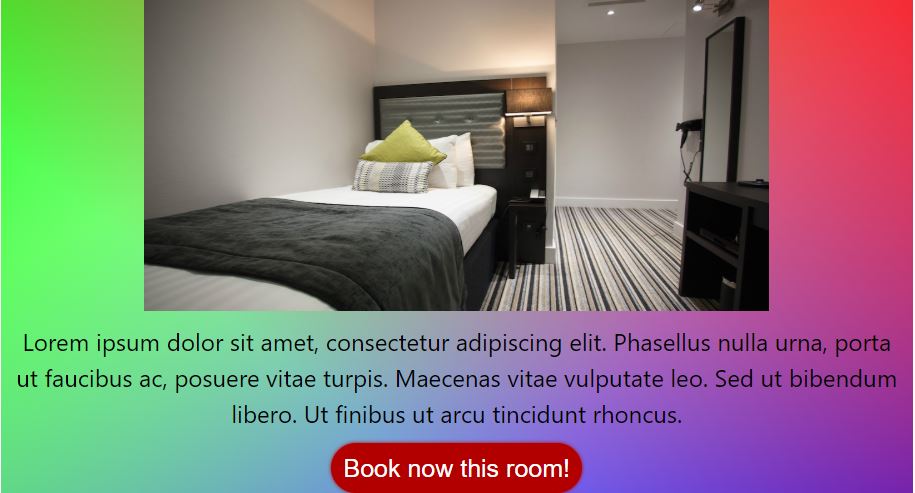 Lorem ipsum dolor sit amet, consectetur adipiscing elit. Phasellus nulla urna, porta
ut faucibus ac, posuere vitae turpis. Maecenas vitae vulputate leo. Sed ut bibendum
libero. Ut finibus ut arcu tincidunt rhoncus.
Book now this room!